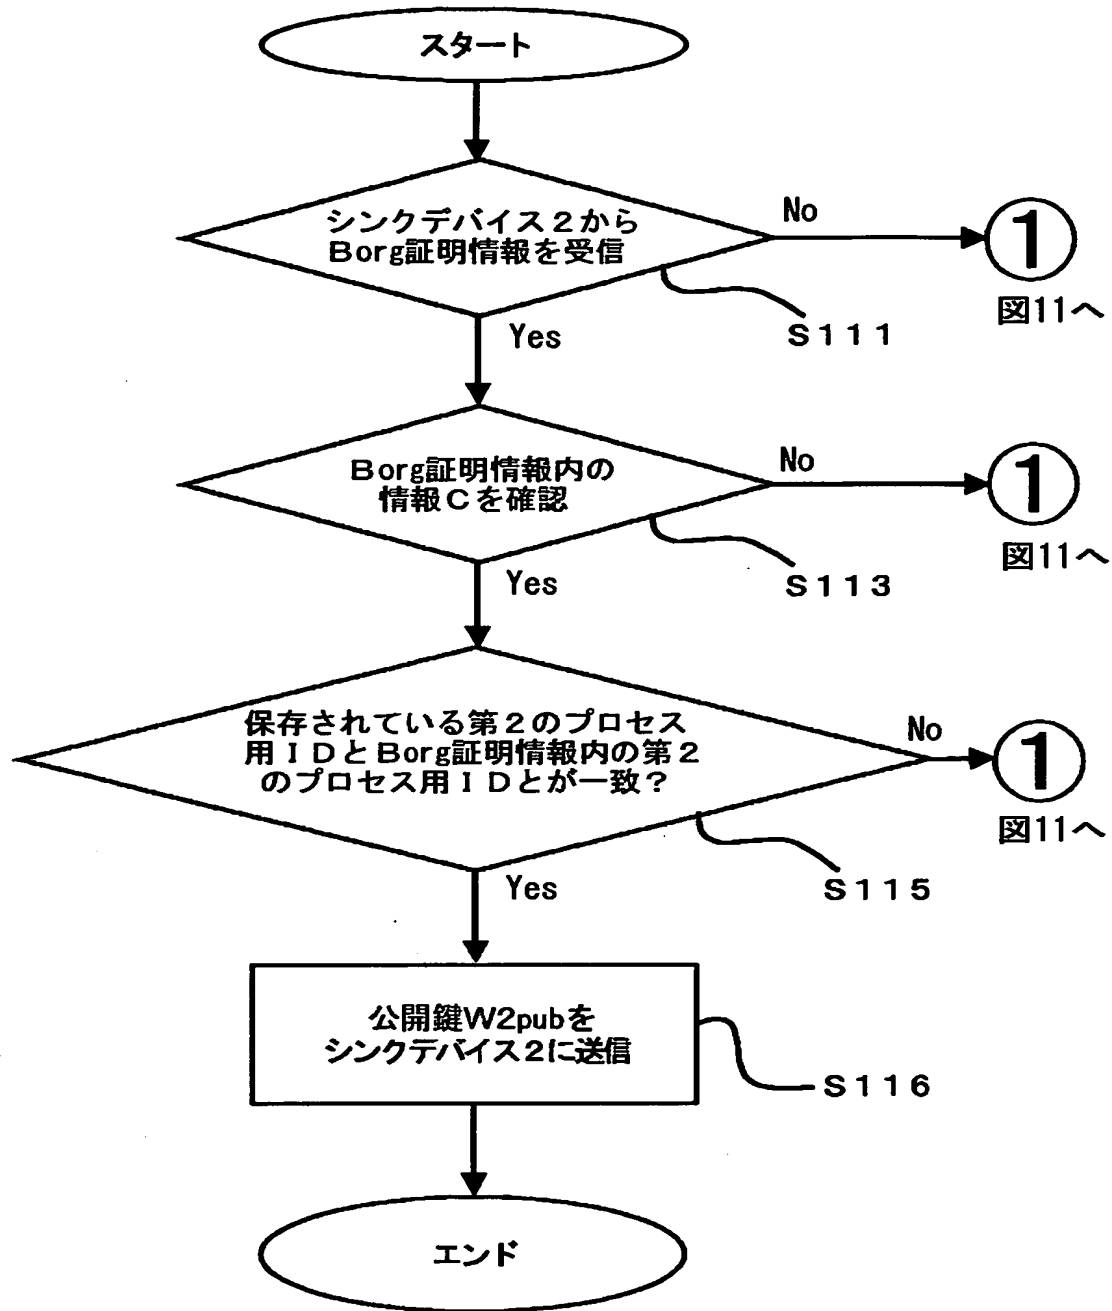 スタート
シンクデバイス2から
Borg証明情報を受信
No
1
図11へ
S111
Yes
Borg証明情報内の
情報Cを確認
No
1
図11へ
S113
Yes
保存されている第2のプロセス
用IDとBorg証明情報内の第2
のプロセス用IDとが一致？
No
1
図11へ
S115
Yes
公開鍵W2pubを
シンクデバイス2に送信
S116
エンド